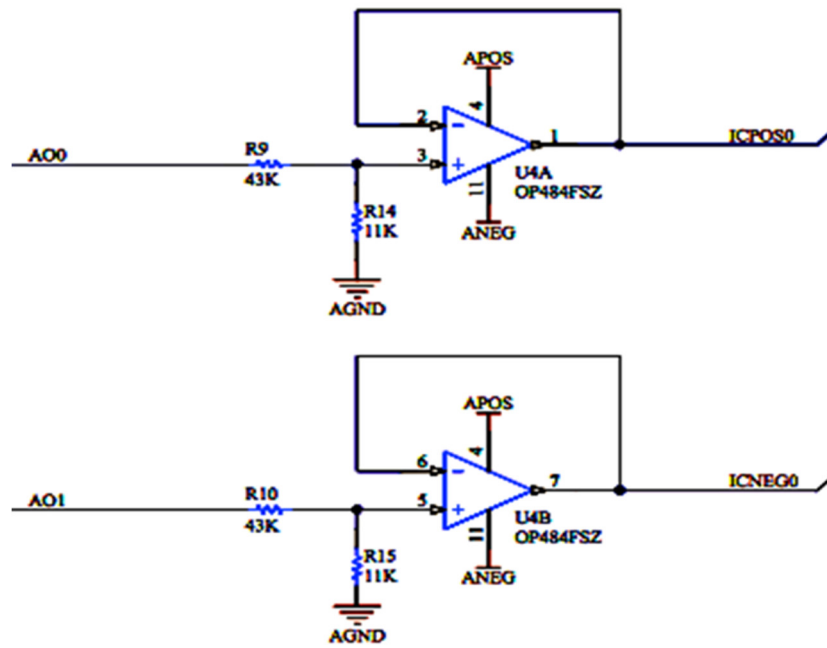 APOS
4
2
1
ICPOS0
AO0
R9
43K
3
U4A
OP484FSZ
11
R14
11K
ANEG
AGND
APOS
4
6
7
ICNEG0
AO1
R10
43K
5
U4B
OP484FSZ
11
R15
11K
ANEG
AGND